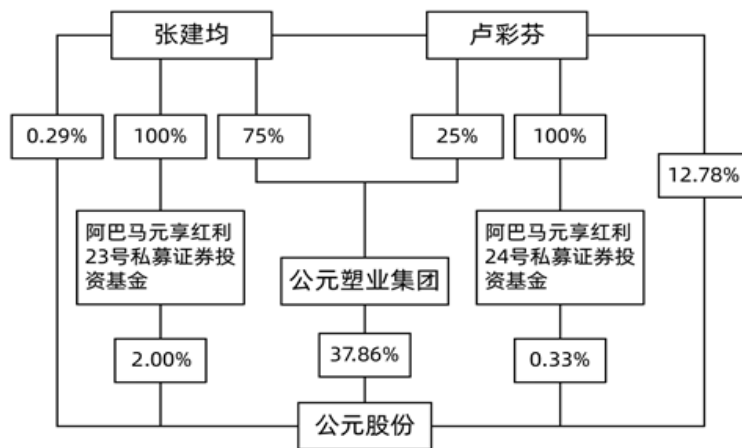 张建均
卢彩芬
0.29%
100%
75%
25%
100%
12.78%
阿巴马元享红利
23号私募证券投
资基金
公元塑业集团
阿巴马元享红利
24号私募证券投
资基金
2.00%
37.86%
0.33%
公元股份